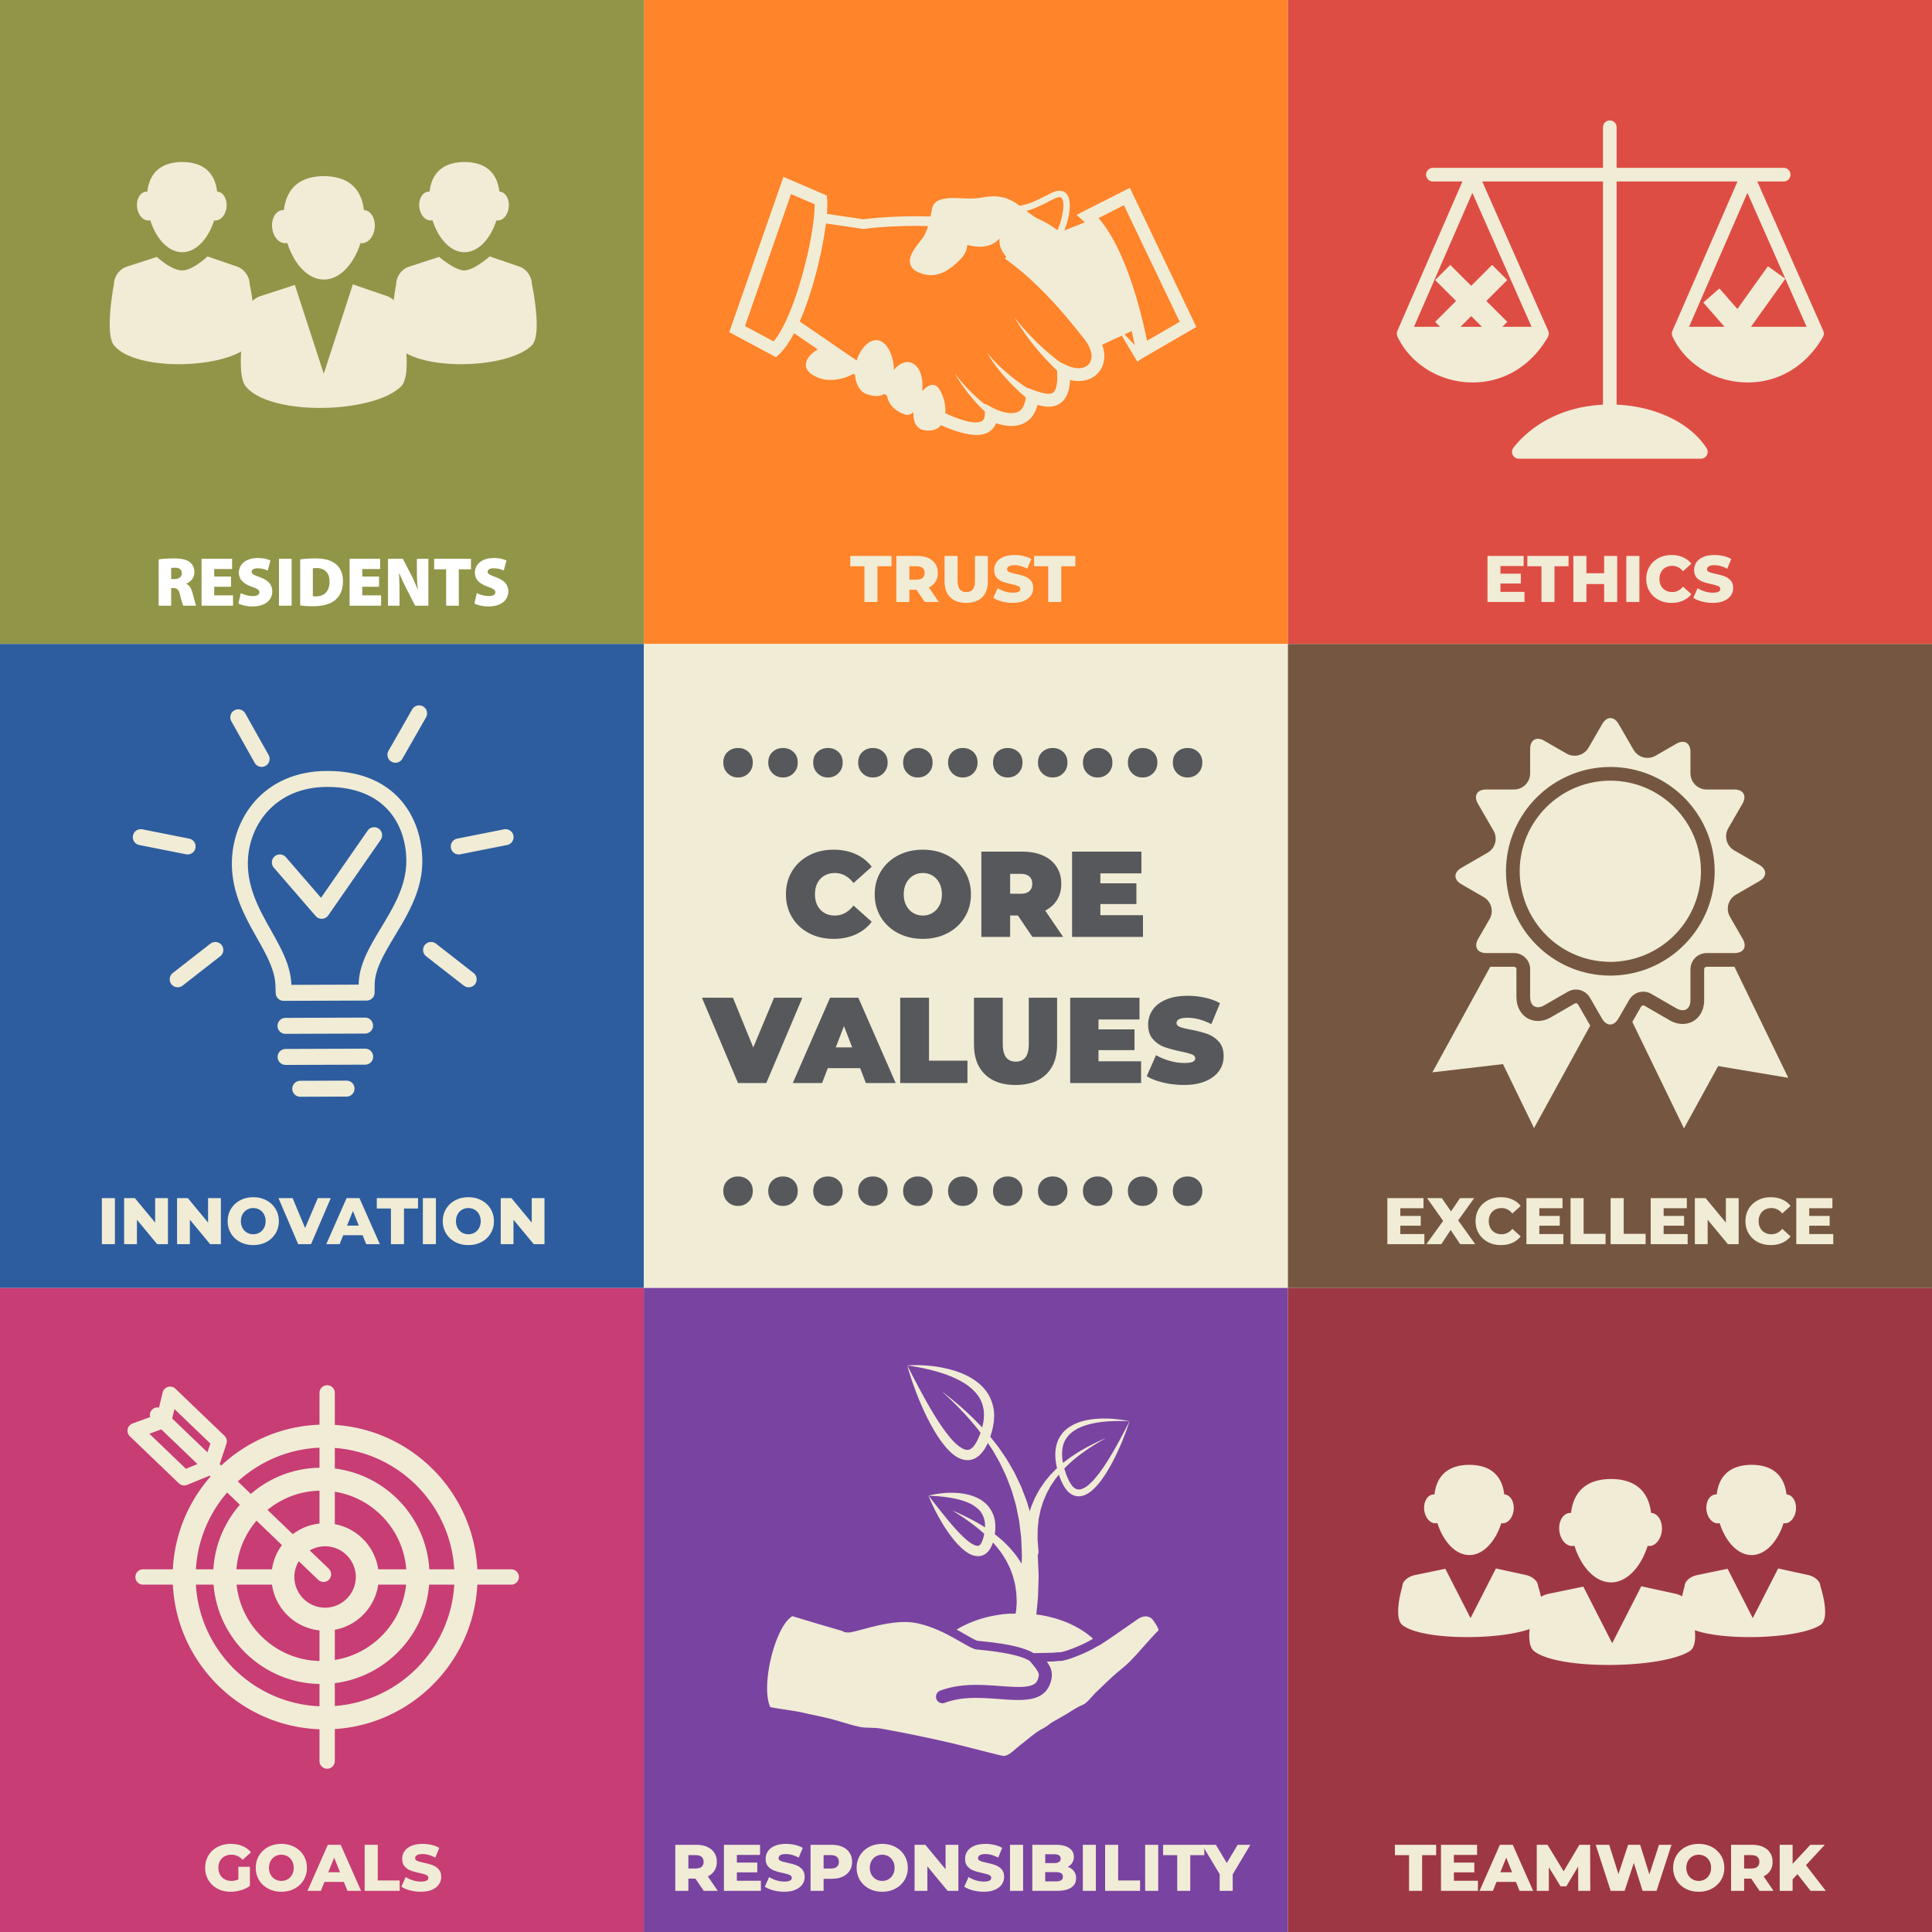 RESIDENTS
TRUST
ETHICS
INNOVATION
CORE
VALUES
EXCELLENCE
GOALS
RESPONSIBILITY
TEAMWORK